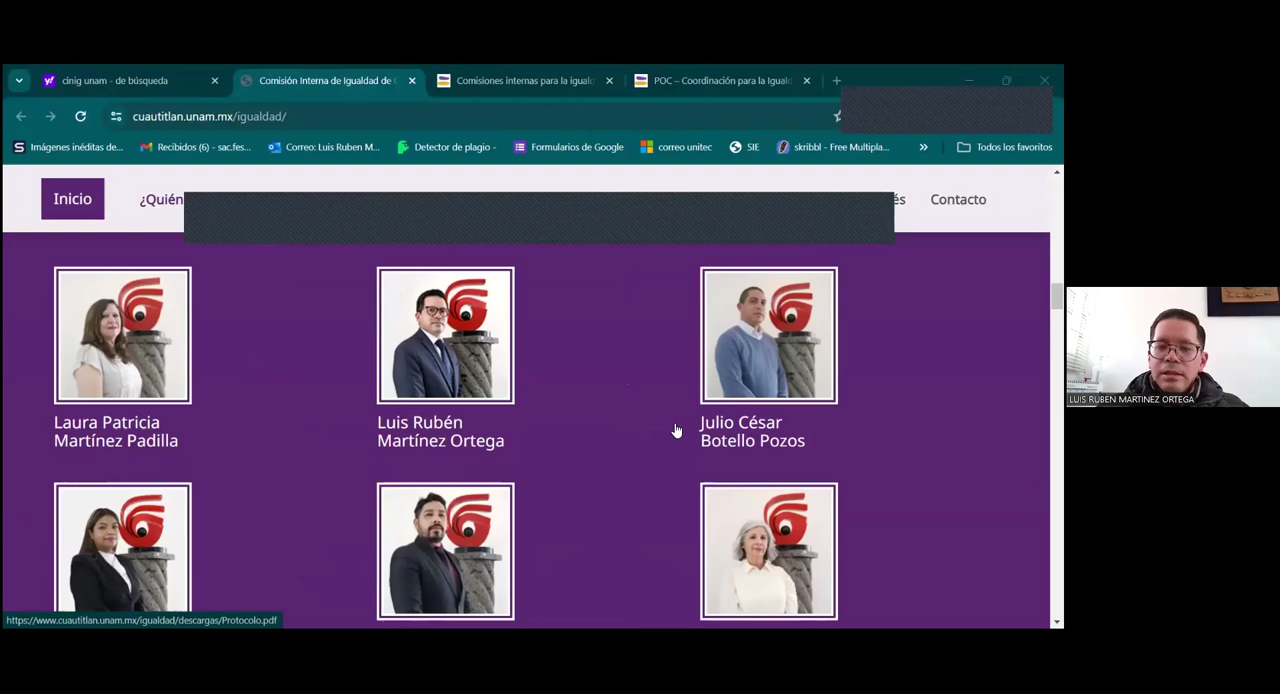 cinig unam - de búsqueda
Comisión Interna de Igualdad de
Comisiones internas para la iguald
POC – Coordinación para la Iguald
cuautitlan.unam.mx/igualdad/
Imágenes inéditas de...
Recibidos (6) - sac.fes...
Correo: Luis Ruben M...
Detector de plagio -
Formularios de Google
correo unitec
SIE
skribbl - Free Multipla...
Todos los favoritos
Inicio
¿Quién
és
Contacto
Laura Patricia
Martínez Padilla
Luis Rubén
Martínez Ortega
Julio César
Botello Pozos
LUIS RUBEN MARTINEZ ORTEGA
https://www.cuautitlan.unam.mx/igualdad/descargas/Protocolo.pdf